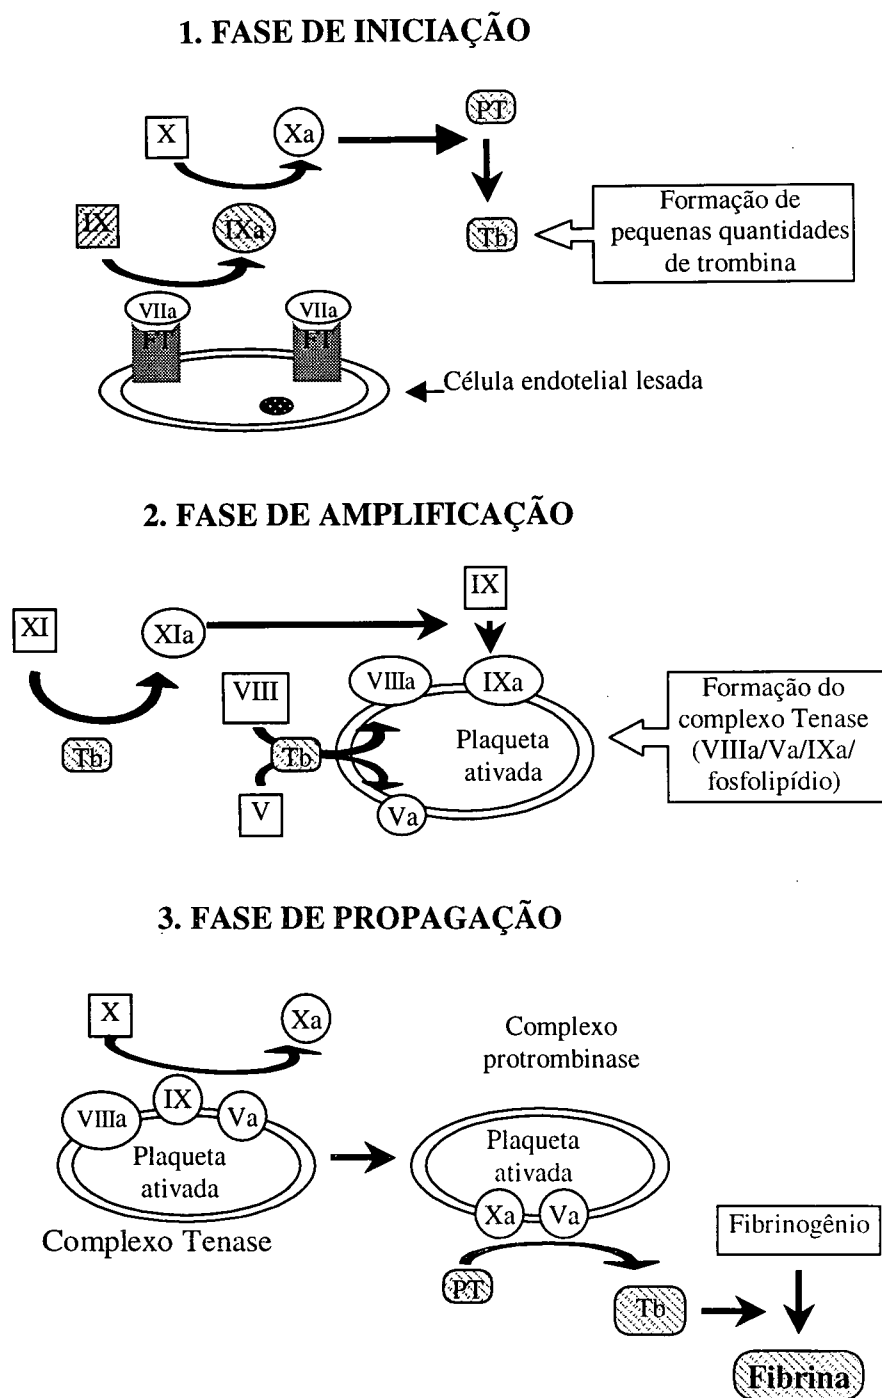 1. FASE DE INICIAÇÃO
X
Xa
PT
IX
IXa
Tb
Formação de
pequenas quantidades
de trombina
VIIa
VIIa
FT
FT
Célula endotelial lesada
2. FASE DE AMPLIFICAÇÃO
IX
XI
XIa
VIII
VIIIa
IXa
Formação do
complexo Tenase
(VIIIa/Va/IXa/
fosfolipídio)
Tb
Tb
Plaqueta
ativada
V
Va
3. FASE DE PROPAGAÇÃO
X
Xa
Complexo
protrombinase
VIIIa
IX
Va
Plaqueta
ativada
Plaqueta
ativada
Complexo Tenase
Xa
Va
Fibrinogênio
PT
Tb
Fibrina